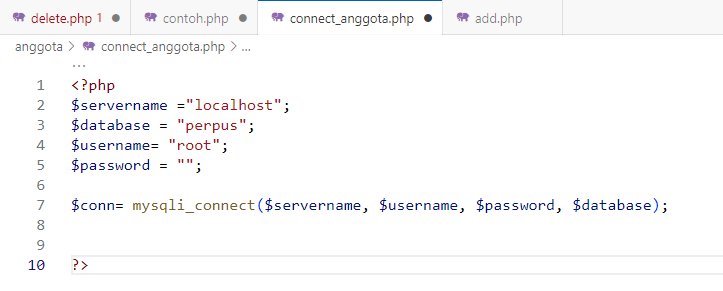 delete.php 1 ● contoh.php ● connect_anggota.php ● add.php
anggota > connect_anggota.php > ...
...
1 <?php
2 $servername ="localhost";
3 $database = "perpus";
4 $username= "root";
5 $password = "";
6
7 $conn= mysqli_connect($servername, $username, $password, $database);
8
9
10 ?>